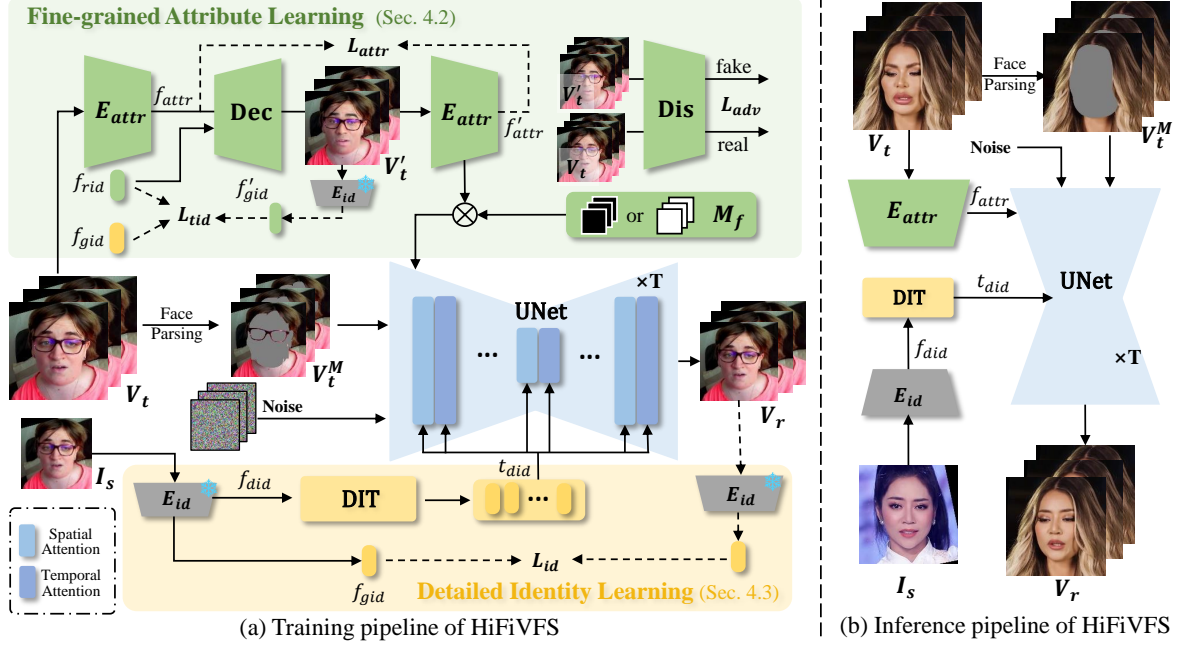 Fine-grained Attribute Learning (Sec. 4.2)
L_attr
E_attr
f_attr
Dec
V'_t
E_attr
f'_attr
V'_t
V_t
Dis
fake
L_adv
real
f_rid
L_tid
f'_gid
E_id
f_gid
or
M_f
V_t
Face
Parsing
V_t^M
Noise
UNet
×T
...
...
V_r
I_s
E_id
f_did
DIT
t_did
...
E_id
L_id
f_gid
Detailed Identity Learning (Sec. 4.3)
Spatial
Attention
Temporal
Attention
(a) Training pipeline of HiFiVFS
Face
Parsing
V_t
V_t^M
Noise
E_attr
f_attr
DIT
t_did
UNet
×T
f_did
E_id
I_s
V_r
(b) Inference pipeline of HiFiVFS